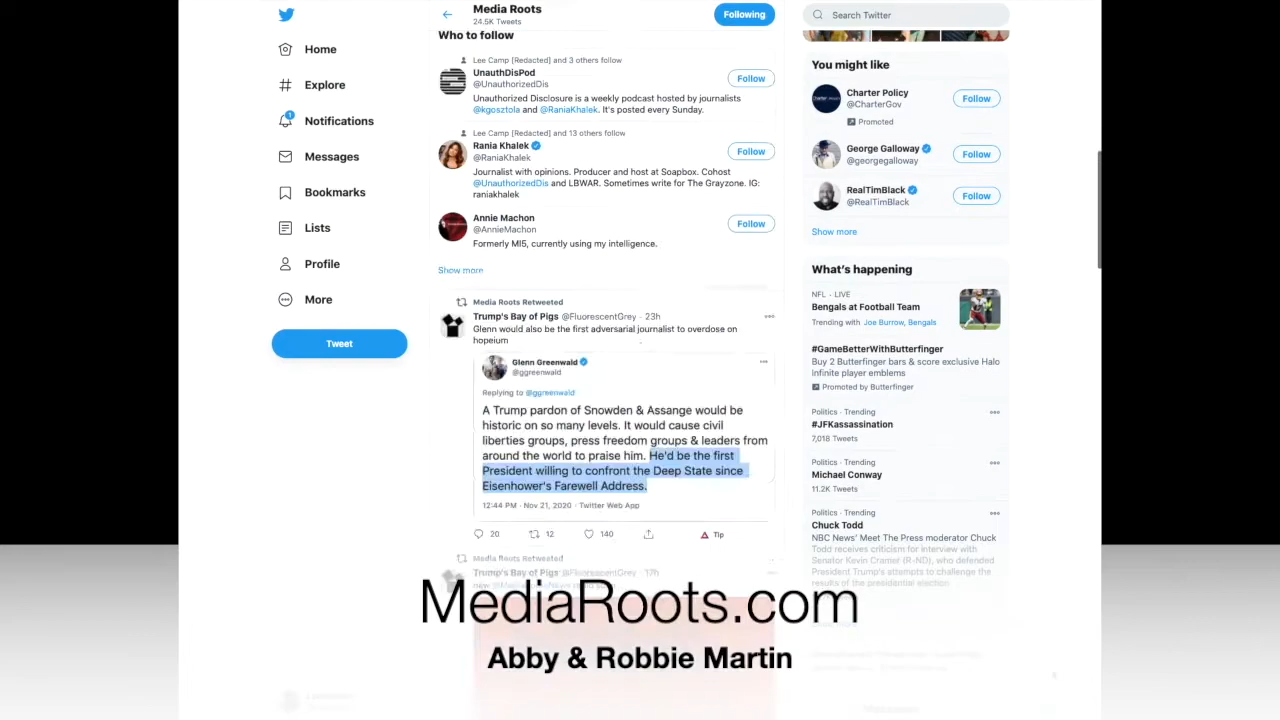 Home
Explore
1
Notifications
Messages
Bookmarks
Lists
Profile
More
Tweet
Media Roots
24.5K Tweets
Following
Who to follow
Lee Camp [Redacted] and 3 others follow
UnauthDisPod
@UnauthorizedDis
Follow
Unauthorized Disclosure is a weekly podcast hosted by journalists
@kgosztola and @RaniaKhalek. It's posted every Sunday.
Lee Camp [Redacted] and 13 others follow
Rania Khalek
@RaniaKhalek
Follow
Journalist with opinions. Producer and host at Soapbox. Cohost
@UnauthorizedDis and LBWAR. Sometimes write for The Grayzone. IG:
raniakhalek
Annie Machon
@AnnieMachon
Follow
Formerly MI5, currently using my intelligence.
Show more
Media Roots Retweeted
Trump's Bay of Pigs @FluorescentGrey · 23h
Glenn would also be the first adversarial journalist to overdose on
hopeium
Glenn Greenwald
@ggreenwald
Replying to @ggreenwald
A Trump pardon of Snowden & Assange would be
historic on so many levels. It would cause civil
liberties groups, press freedom groups & leaders from
around the world to praise him. He'd be the first
President willing to confront the Deep State since
Eisenhower's Farewell Address.
12:44 PM · Nov 21, 2020 · Twitter Web App
20 12 140 Tip
Media Roots Retweeted
Trump's Bay of Pigs @FluorescentGrey · 17h
MediaRoots.com
Abby & Robbie Martin
Search Twitter
You might like
Charter Policy
@CharterGov
Follow
Promoted
George Galloway
@georgegalloway
Follow
RealTimBlack
@RealTimBlack
Follow
Show more
What's happening
NFL · LIVE
Bengals at Football Team
Trending with Joe Burrow, Bengals
#GameBetterWithButterfinger
Buy 2 Butterfinger bars & score exclusive Halo
Infinite player emblems
Promoted by Butterfinger
Politics · Trending
#JFKassassination
7,018 Tweets
Politics · Trending
Michael Conway
11.2K Tweets
Politics · Trending
Chuck Todd
NBC News' Meet The Press moderator Chuck
Todd receives criticism for interview with
Senator Kevin Cramer (R-ND), who defended
President Trump's attempts to challenge the
results of the presidential election